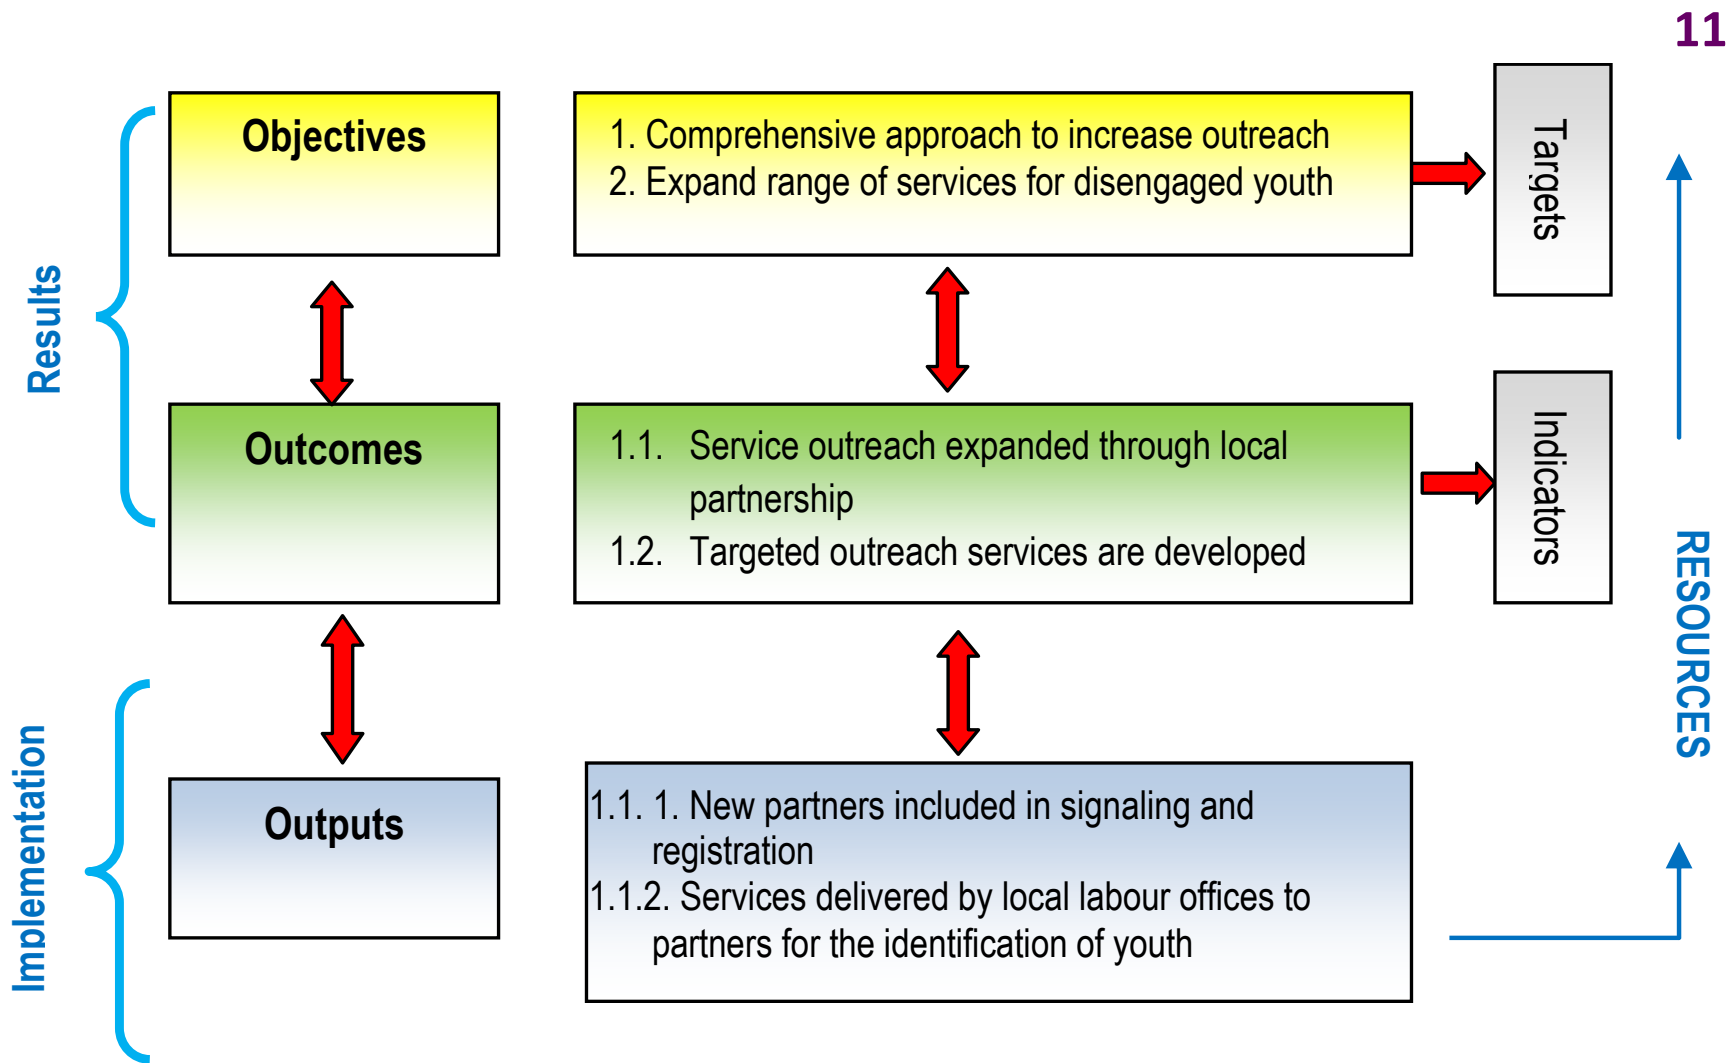 11
Objectives
1. Comprehensive approach to increase outreach
2. Expand range of services for disengaged youth
Targets
Results
Outcomes
1.1. Service outreach expanded through local
partnership
1.2. Targeted outreach services are developed
Indicators
RESOURCES
Implementation
Outputs
1.1. 1. New partners included in signaling and
registration
1.1.2. Services delivered by local labour offices to
partners for the identification of youth